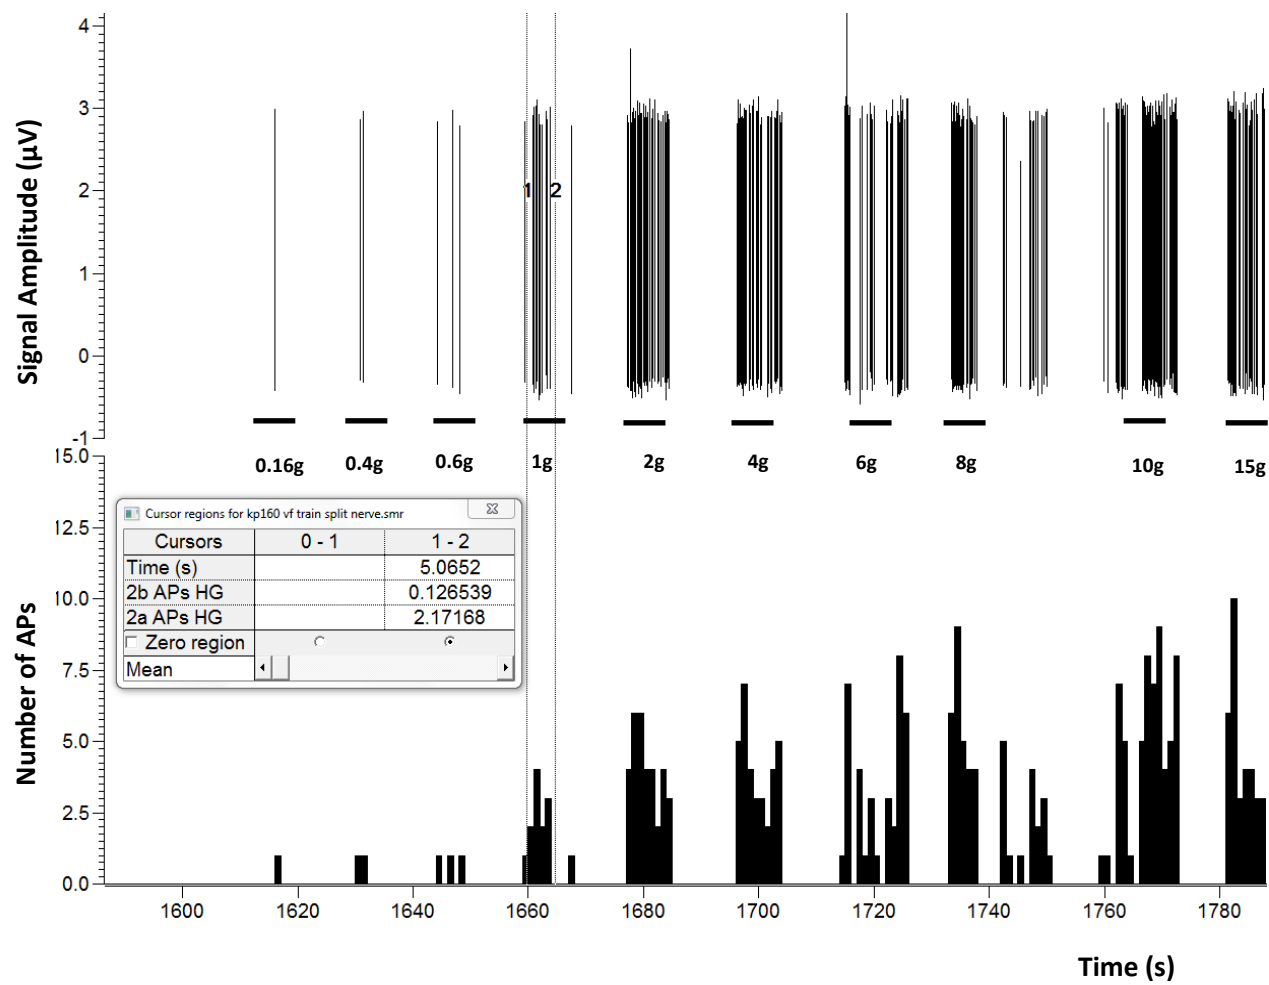 Signal Amplitude (µV)
4
3
2
1
0
-1
1 2
0.16g 0.4g 0.6g 1g 2g 4g 6g 8g 10g 15g
Number of APs
15.0
12.5
10.0
7.5
5.0
2.5
0.0
Cursor regions for kp160 vf train split nerve.smr
Cursors 0 - 1 1 - 2
Time (s) 5.0652
2b APs HG 0.126539
2a APs HG 2.17168
Zero region
Mean
1600 1620 1640 1660 1680 1700 1720 1740 1760 1780
Time (s)